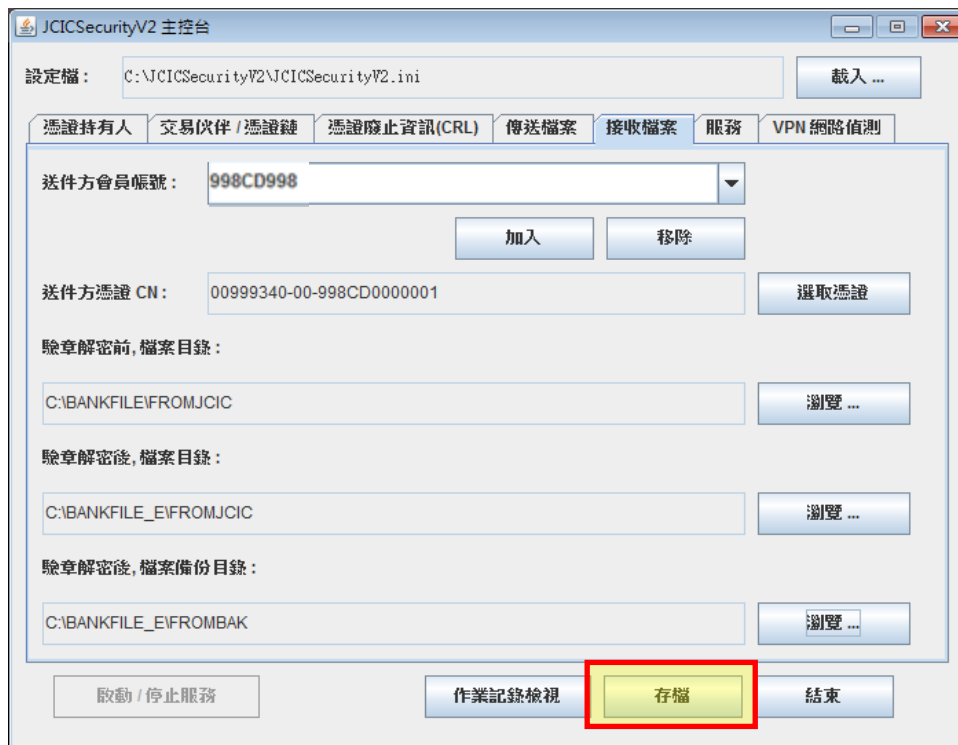 JCICSecurityV2 主控台
設定檔： C:\JCICSecurityV2\JCICSecurityV2.ini 載入 ...
憑證持有人 交易伙伴 / 憑證鏈 憑證廢止資訊(CRL) 傳送檔案 接收檔案 服務 VPN 網路偵測
送件方會員帳號： 998CD998
加入 移除
送件方憑證 CN： 00999340-00-998CD0000001 選取憑證
驗章解密前, 檔案目錄：
C:\BANKFILE\FROMJCIC 瀏覽 ...
驗章解密後, 檔案目錄：
C:\BANKFILE_E\FROMJCIC 瀏覽 ...
驗章解密後, 檔案備份目錄：
C:\BANKFILE_E\FROMBAK 瀏覽 ...
啟動 / 停止服務 作業記錄檢視 存檔 結束